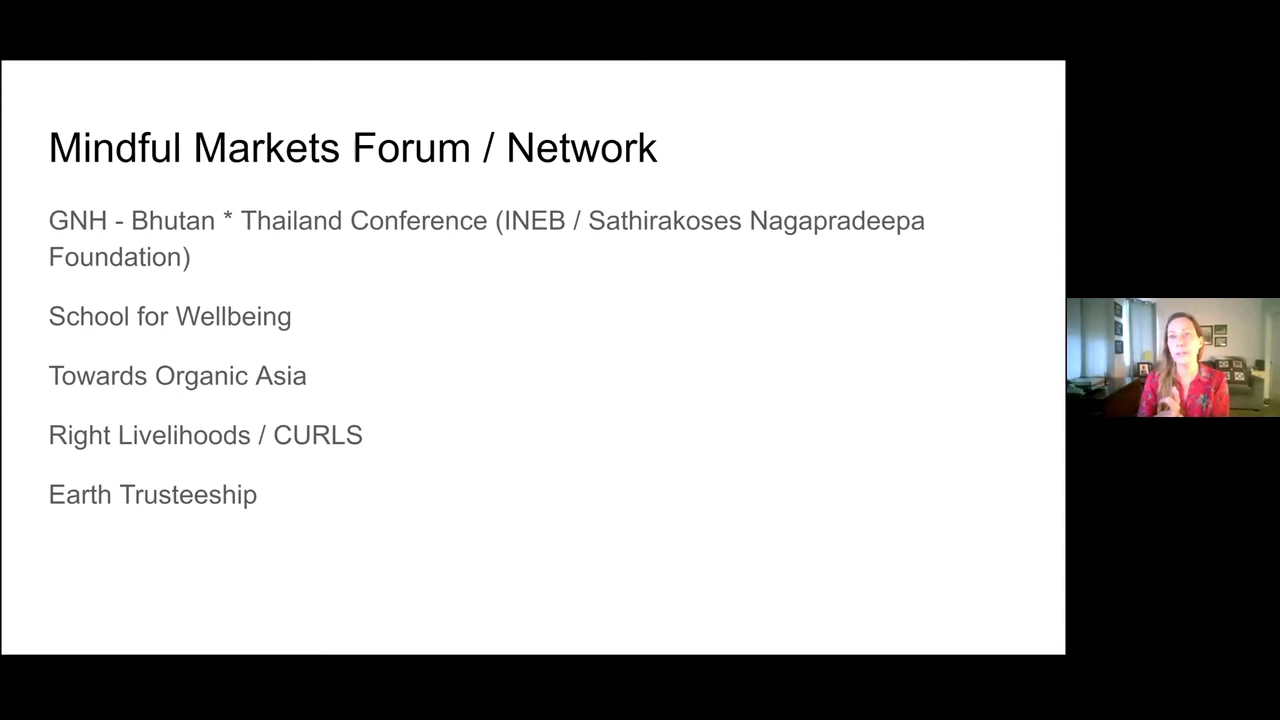 Mindful Markets Forum / Network
GNH - Bhutan * Thailand Conference (INEB / Sathirakoses Nagapradeepa
Foundation)
School for Wellbeing
Towards Organic Asia
Right Livelihoods / CURLS
Earth Trusteeship